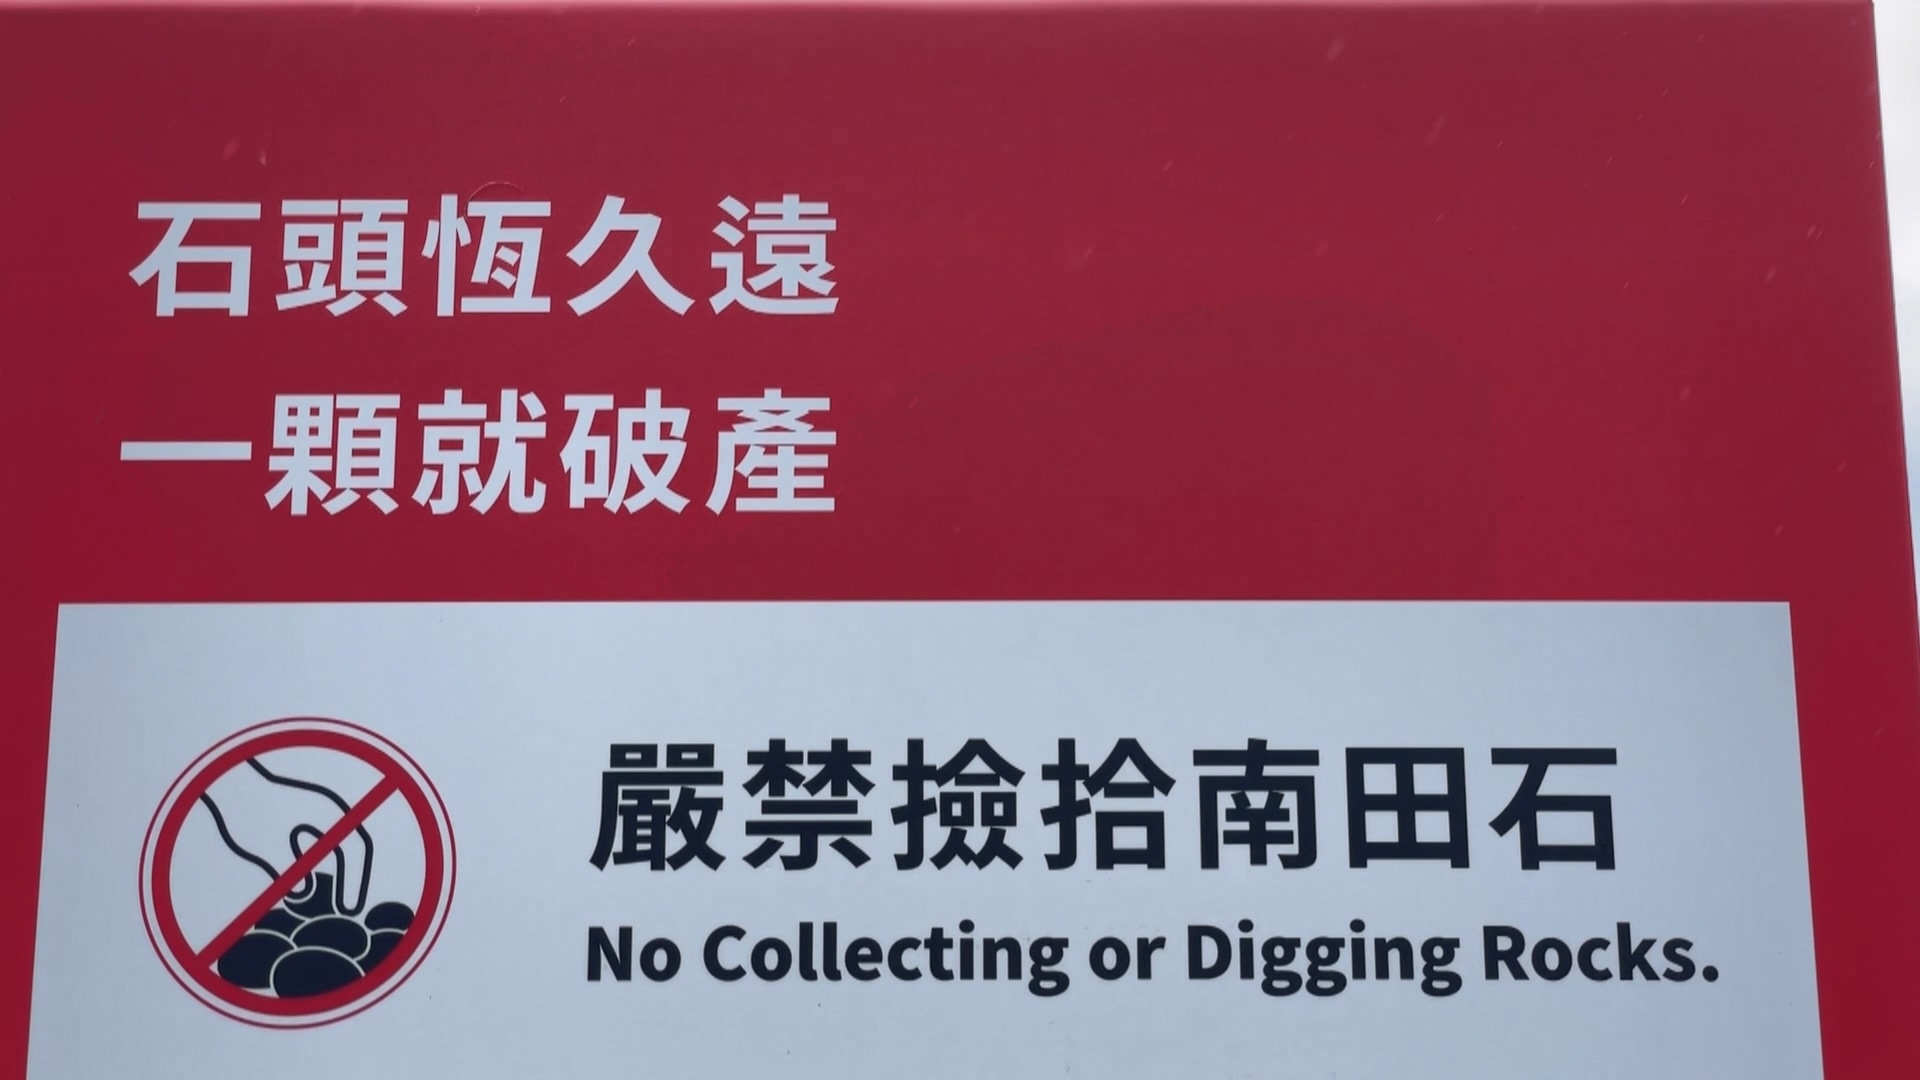 石頭恆久遠
一顆就破產
嚴禁撿拾南田石
No Collecting or Digging Rocks.